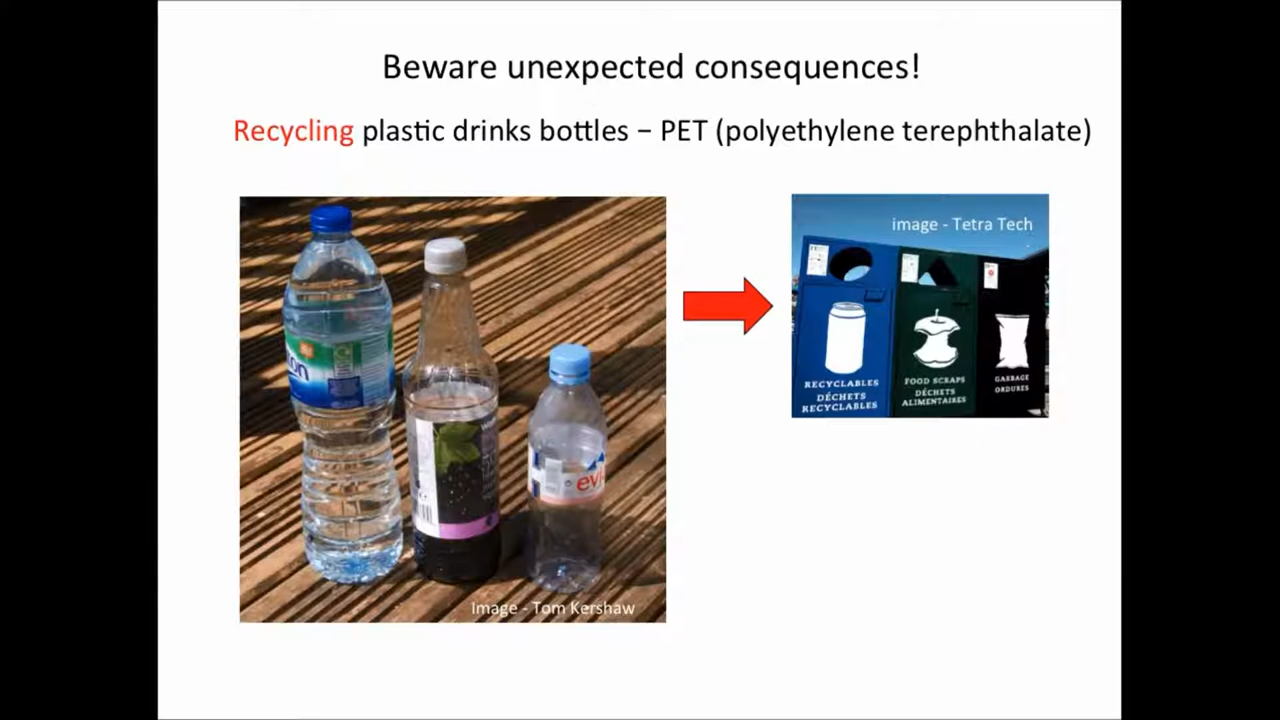 Beware unexpected consequences!
Recycling plastic drinks bottles – PET (polyethylene terephthalate)
image - Tetra Tech
RECYCLABLES
DÉCHETS
RECYCLABLES
FOOD SCRAPS
DÉCHETS
ALIMENTAIRES
GARBAGE
ORDURES
Image - Tom Kershaw